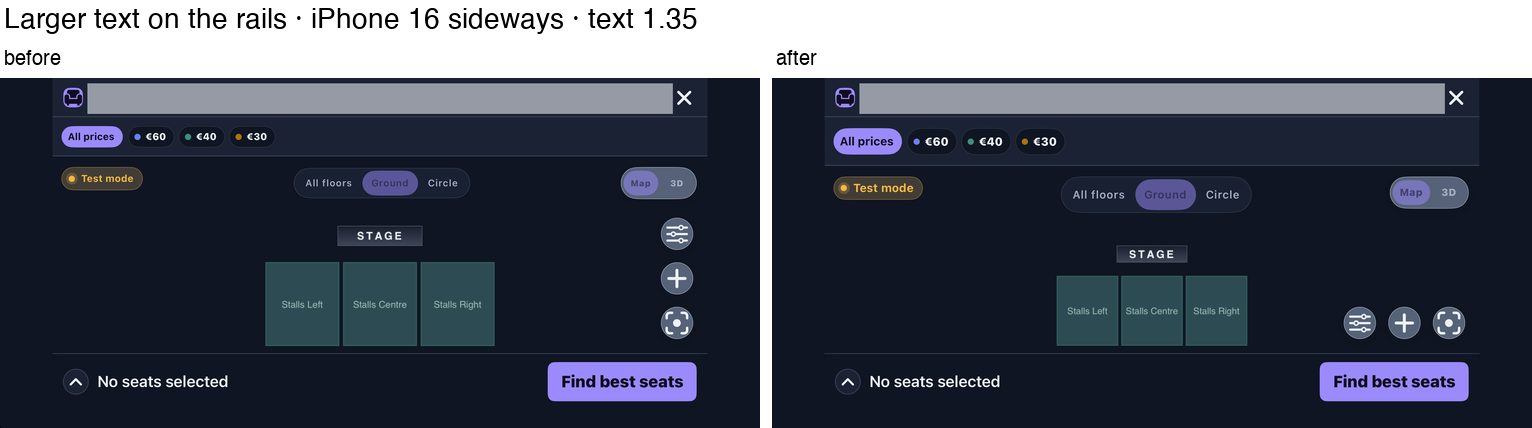 Larger text on the rails · iPhone 16 sideways · text 1.35
before
All prices €60 €40 €30
Test mode All floors Ground Circle Map 3D
STAGE
Stalls Left Stalls Centre Stalls Right
No seats selected Find best seats
after
All prices €60 €40 €30
Test mode All floors Ground Circle Map 3D
STAGE
Stalls Left Stalls Centre Stalls Right
No seats selected Find best seats